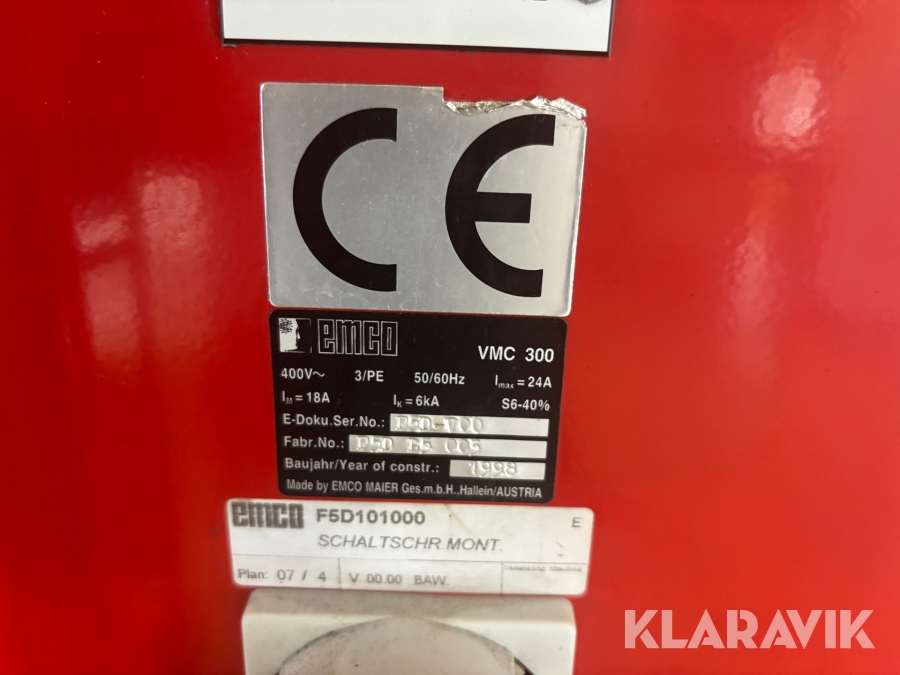 CE
emco
VMC 300
400V~ 3/PE 50/60Hz Imax = 24A
IM = 18A IK = 6kA S6-40%
E-Doku.Ser.No.:
Fabr.No.: 005
Baujahr/Year of constr.: 1998
Made by EMCO MAIER Ges.m.b.H., Hallein/AUSTRIA
emco F5D101000 E
SCHALTSCHR.MONT.
Plan: 07 / 4 V 00.00 BAW.
KLARAVIK